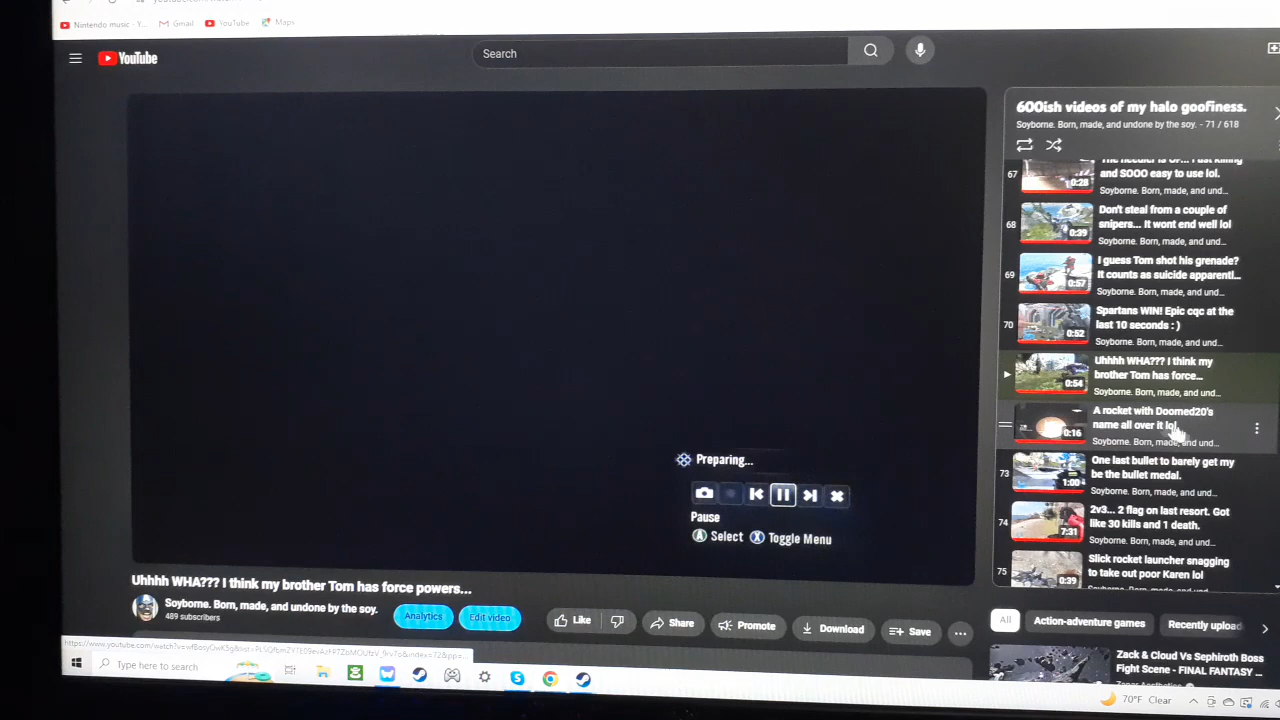 Nintendo music - Y...
Gmail
YouTube
Maps
YouTube
Search
600ish videos of my halo goofiness.
Soyborne. Born, made, and undone by the soy. - 71 / 618
67
0:28
and SOOO easy to use lol.
Soyborne. Born, made, and und...
68
0:39
Don't steal from a couple of
snipers... It wont end well lol
Soyborne. Born, made, and und...
69
0:57
I guess Tom shot his grenade?
It counts as suicide apparentl...
Soyborne. Born, made, and und...
70
0:52
Spartans WIN! Epic cqc at the
last 10 seconds : )
Soyborne. Born, made, and und...
0:54
Uhhhh WHA??? I think my
brother Tom has force...
Soyborne. Born, made, and und...
0:16
A rocket with Doomed20's
name all over it lol
Soyborne. Born, made, and und...
73
1:00
One last bullet to barely get my
be the bullet medal.
Soyborne. Born, made, and und...
74
7:31
2v3... 2 flag on last resort. Got
like 30 kills and 1 death.
Soyborne. Born, made, and und...
75
0:39
Slick rocket launcher snagging
to take out poor Karen lol
Preparing...
Pause
A Select X Toggle Menu
Uhhhh WHA??? I think my brother Tom has force powers...
Soyborne. Born, made, and undone by the soy.
489 subscribers
Analytics
Edit video
Like
Share
Promote
Download
Save
All
Action-adventure games
Recently upload
Zack & Cloud Vs Sephiroth Boss
Fight Scene - FINAL FANTASY ...
Type here to search
70°F Clear